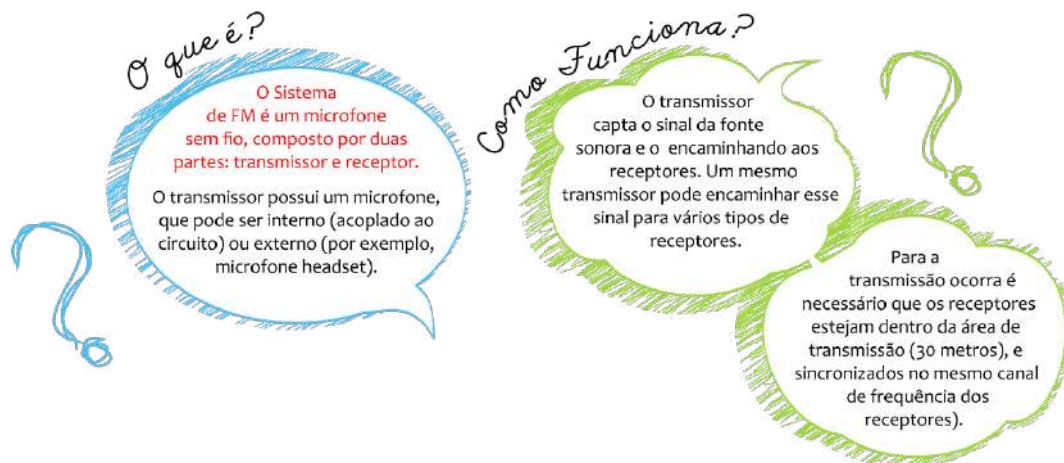 O que é?
O Sistema
de FM é um microfone
sem fio, composto por duas
partes: transmissor e receptor.
O transmissor possui um microfone,
que pode ser interno (acoplado ao
circuito) ou externo (por exemplo,
microfone headset).
Como Funciona?
O transmissor
capta o sinal da fonte
sonora e o encaminhando aos
receptores. Um mesmo
transmissor pode encaminhar esse
sinal para vários tipos de
receptores.
Para a
transmissão ocorra é
necessário que os receptores
estejam dentro da área de
transmissão (30 metros), e
sincronizados no mesmo canal
de frequência dos
receptores).